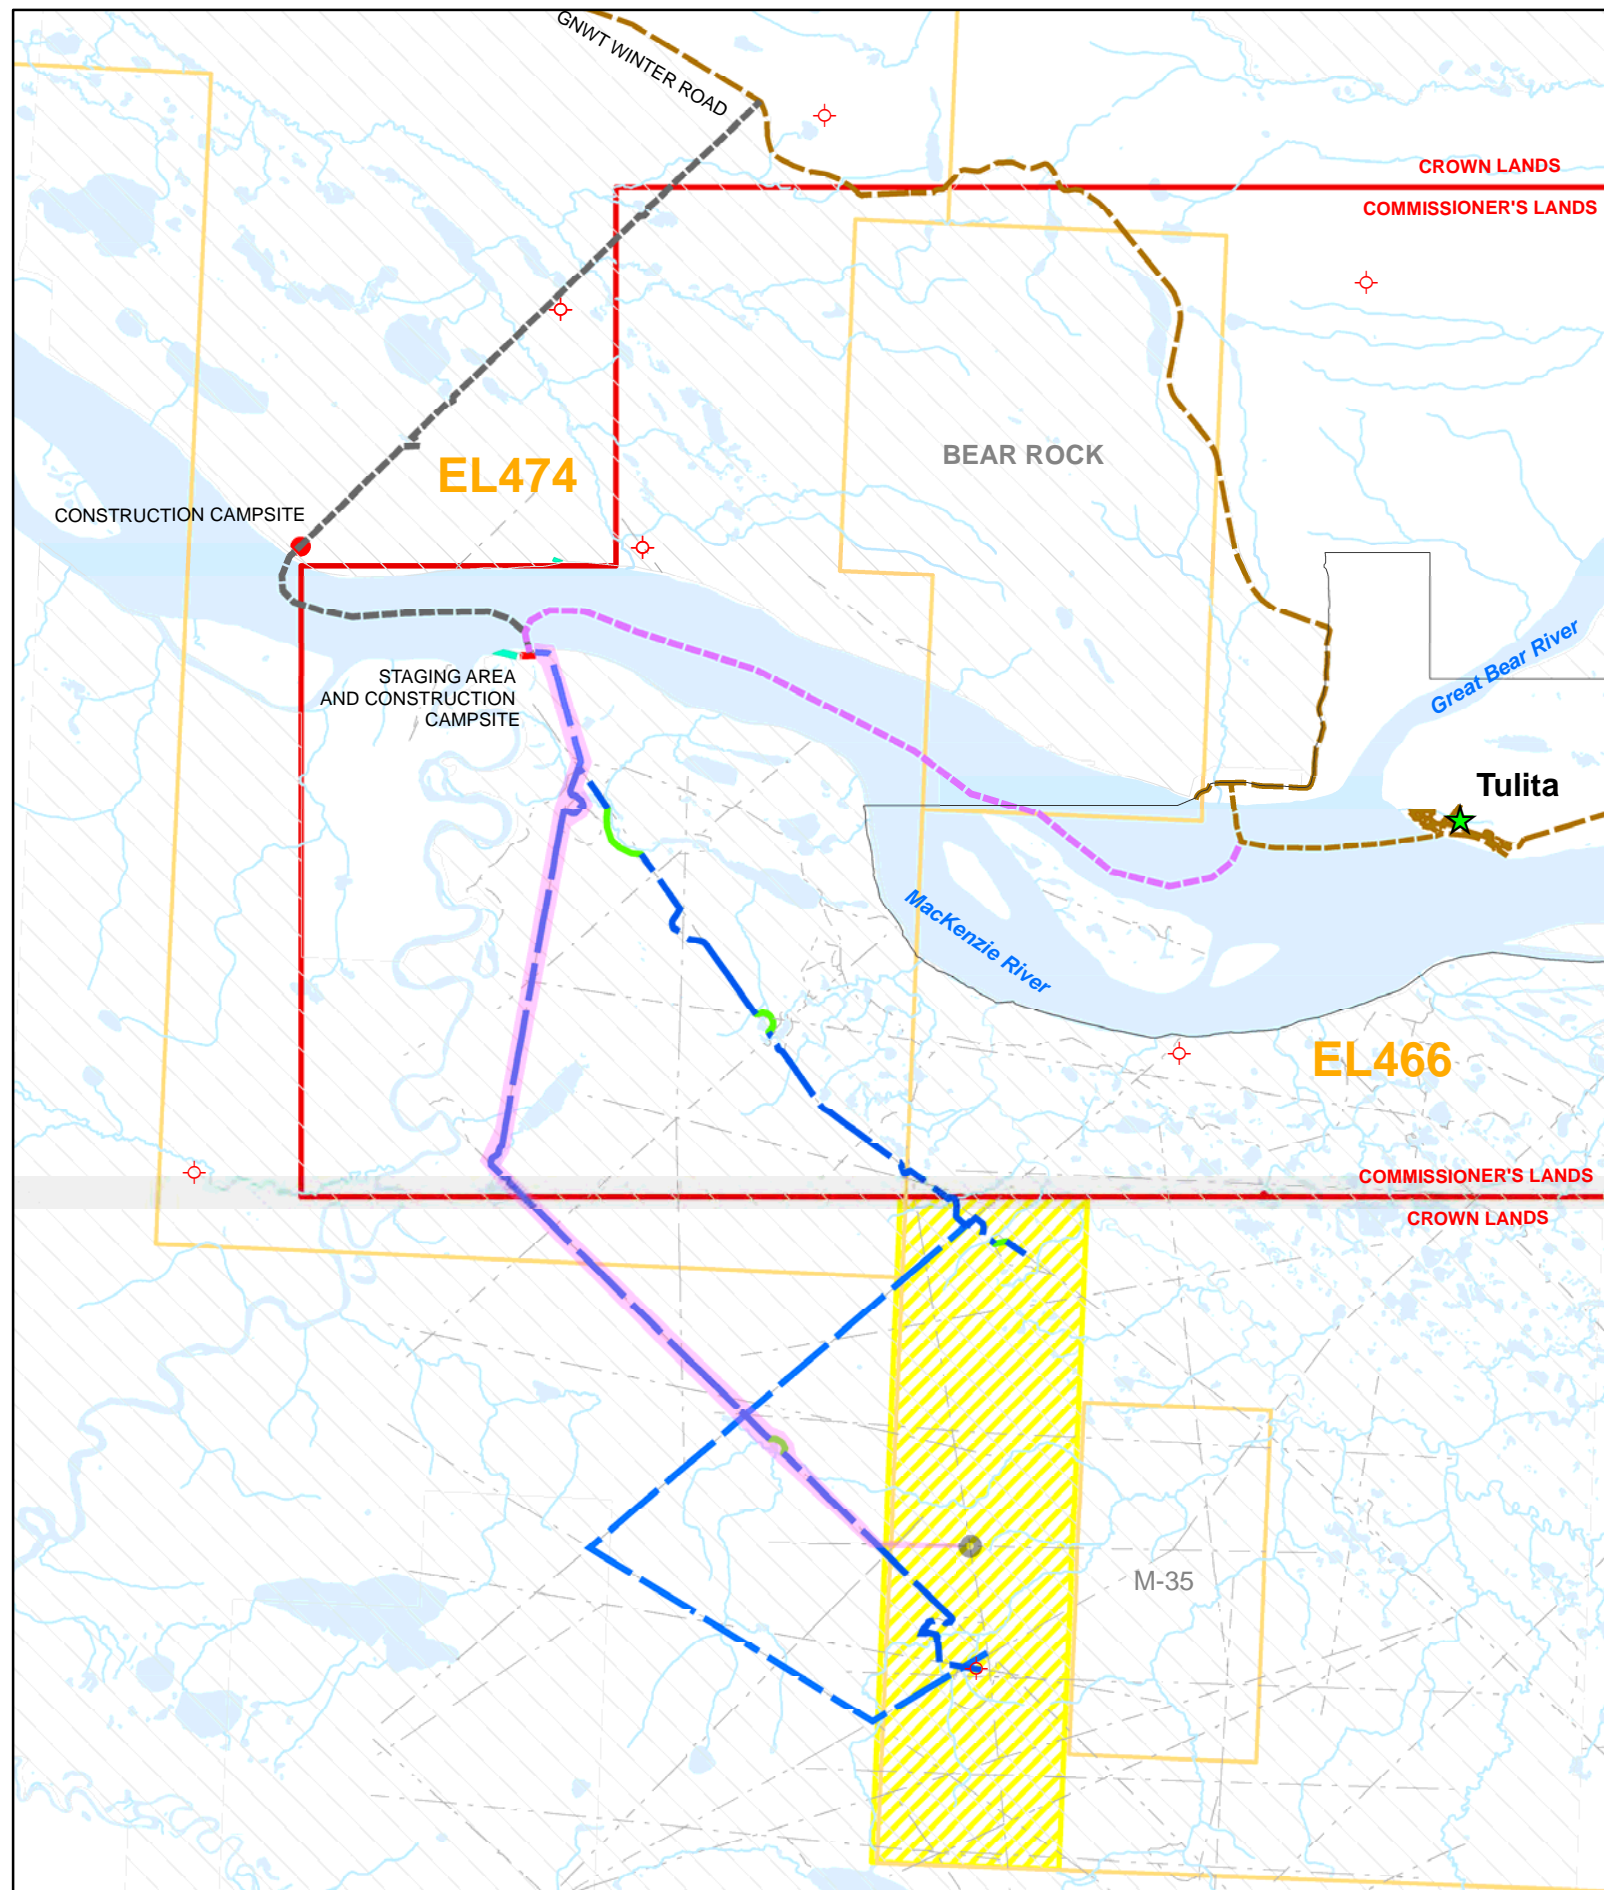 GNWT WINTER ROAD
CROWN LANDS
COMMISSIONER'S LANDS
BEAR ROCK
EL474
CONSTRUCTION CAMPSITE
Great Bear River
STAGING AREA
AND CONSTRUCTION
CAMPSITE
Tulita
MacKenzie River
EL466
COMMISSIONER'S LANDS
CROWN LANDS
M-35